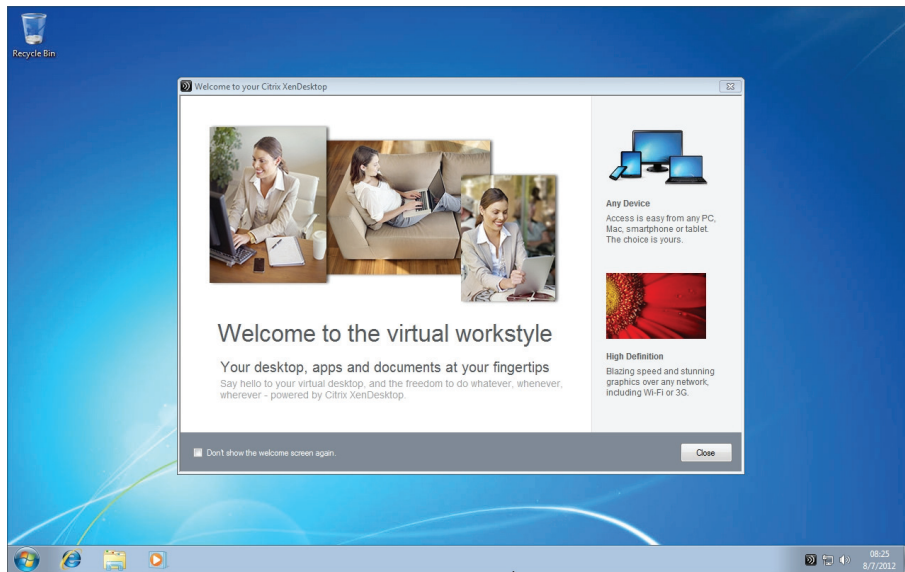 Recycle Bin
Welcome to your Citrix XenDesktop
Welcome to the virtual workstyle
Your desktop, apps and documents at your fingertips
Say hello to your virtual desktop, and the freedom to do whatever, whenever,
wherever - powered by Citrix XenDesktop.
Any Device
Access is easy from any PC,
Mac, smartphone or tablet.
The choice is yours.
High Definition
Blazing speed and stunning
graphics over any network,
including Wi-Fi or 3G.
Don't show the welcome screen again.
Close
08:25
8/7/2012